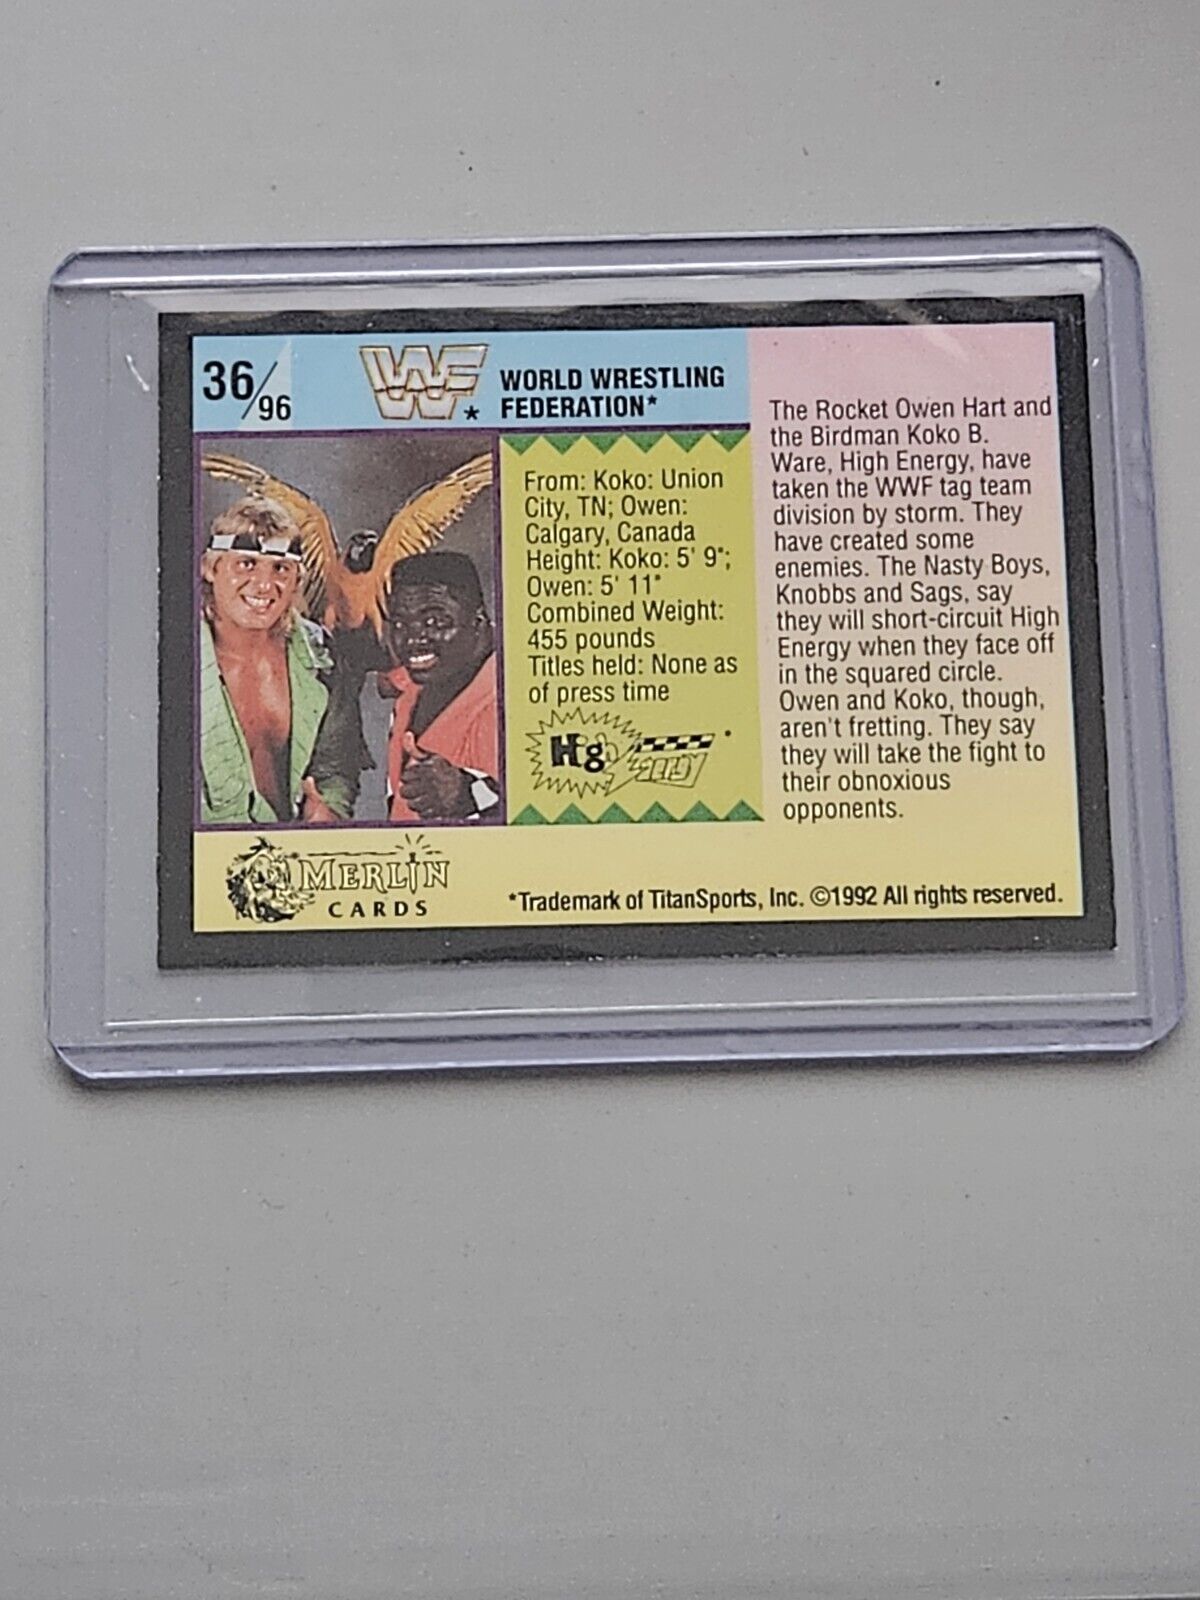 36/96
WF
*
WORLD WRESTLING
FEDERATION*
From: Koko: Union
City, TN; Owen:
Calgary, Canada
Height: Koko: 5' 9";
Owen: 5' 11"
Combined Weight:
455 pounds
Titles held: None as
of press time
High
The Rocket Owen Hart and
the Birdman Koko B.
Ware, High Energy, have
taken the WWF tag team
division by storm. They
have created some
enemies. The Nasty Boys,
Knobbs and Sags, say
they will short-circuit High
Energy when they face off
in the squared circle.
Owen and Koko, though,
aren't fretting. They say
they will take the fight to
their obnoxious
opponents.
MERLIN
CARDS
*Trademark of TitanSports, Inc. ©1992 All rights reserved.